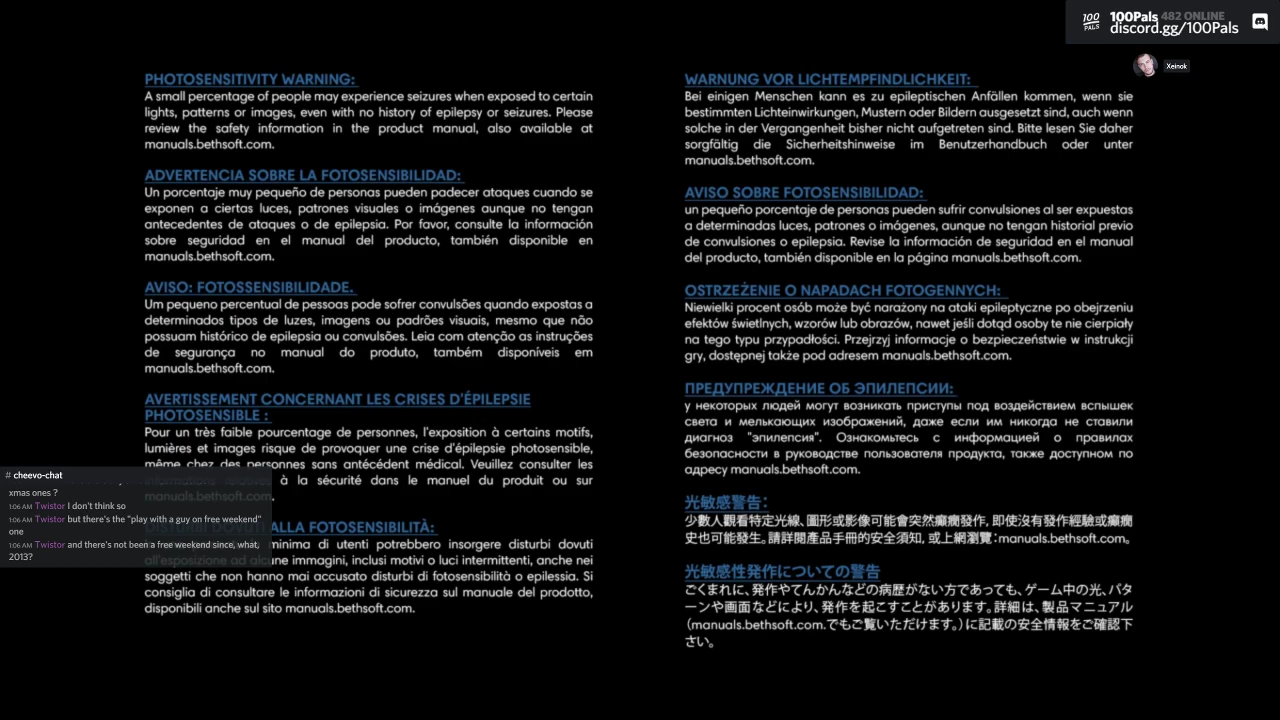 100 PALS
100Pals 482 ONLINE
discord.gg/100Pals
Xeinok
PHOTOSENSITIVITY WARNING:
A small percentage of people may experience seizures when exposed to certain
lights, patterns or images, even with no history of epilepsy or seizures. Please
review the safety information in the product manual, also available at
manuals.bethsoft.com.
ADVERTENCIA SOBRE LA FOTOSENSIBILIDAD:
Un porcentaje muy pequeño de personas pueden padecer ataques cuando se
exponen a ciertas luces, patrones visuales o imágenes aunque no tengan
antecedentes de ataques o de epilepsia. Por favor, consulte la información
sobre seguridad en el manual del producto, también disponible en
manuals.bethsoft.com.
AVISO: FOTOSSENSIBILIDADE.
Um pequeno percentual de pessoas pode sofrer convulsões quando expostas a
determinados tipos de luzes, imagens ou padrões visuais, mesmo que não
possuam histórico de epilepsia ou convulsões. Leia com atenção as instruções
de segurança no manual do produto, também disponíveis em
manuals.bethsoft.com.
AVERTISSEMENT CONCERNANT LES CRISES D'ÉPILEPSIE
PHOTOSENSIBLE :
Pour un très faible pourcentage de personnes, l'exposition à certains motifs,
lumières et images risque de provoquer une crise d'épilepsie photosensible,
même chez des personnes sans antécédent médical. Veuillez consulter les
informations relatives à la sécurité dans le manuel du produit ou sur
manuals.bethsoft.com.
ALLA FOTOSENSIBILITÀ:
minima di utenti potrebbero insorgere disturbi dovuti
all'esposizione ad alcune immagini, inclusi motivi o luci intermittenti, anche nei
soggetti che non hanno mai accusato disturbi di fotosensibilità o epilessia. Si
consiglia di consultare le informazioni di sicurezza sul manuale del prodotto,
disponibili anche sul sito manuals.bethsoft.com.
# cheevo-chat
xmas ones ?
1:06 AM Twistor I don't think so
1:06 AM Twistor but there's the "play with a guy on free weekend"
one
1:06 AM Twistor and there's not been a free weekend since, what,
2013?
WARNUNG VOR LICHTEMPFINDLICHKEIT:
Bei einigen Menschen kann es zu epileptischen Anfällen kommen, wenn sie
bestimmten Lichteinwirkungen, Mustern oder Bildern ausgesetzt sind, auch wenn
solche in der Vergangenheit bisher nicht aufgetreten sind. Bitte lesen Sie daher
sorgfältig die Sicherheitshinweise im Benutzerhandbuch oder unter
manuals.bethsoft.com.
AVISO SOBRE FOTOSENSIBILIDAD:
un pequeño porcentaje de personas pueden sufrir convulsiones al ser expuestas
a determinadas luces, patrones o imágenes, aunque no tengan historial previo
de convulsiones o epilepsia. Revise la información de seguridad en el manual
del producto, también disponible en la página manuals.bethsoft.com.
OSTRZEŻENIE O NAPADACH FOTOGENNYCH:
Niewielki procent osób może być narażony na ataki epileptyczne po obejrzeniu
efektów świetlnych, wzorów lub obrazów, nawet jeśli dotąd osoby te nie cierpiały
na tego typu przypadłości. Przejrzyj informacje o bezpieczeństwie w instrukcji
gry, dostępnej także pod adresem manuals.bethsoft.com.
ПРЕДУПРЕЖДЕНИЕ ОБ ЭПИЛЕПСИИ:
у некоторых людей могут возникать приступы под воздействием вспышек
света и мелькающих изображений, даже если им никогда не ставили
диагноз "эпилепсия". Ознакомьтесь с информацией о правилах
безопасности в руководстве пользователя продукта, также доступном по
адресу manuals.bethsoft.com.
光敏感警告：
少數人觀看特定光線、圖形或影像可能會突然癲癇發作, 即使沒有發作經驗或癲癇
史也可能發生。請詳閱產品手冊的安全須知, 或上網瀏覽：manuals.bethsoft.com。
光敏感性発作についての警告
ごくまれに、発作やてんかんなどの病歴がない方であっても、ゲーム中の光、パタ
ーンや画面などにより、発作を起こすことがあります。詳細は、製品マニュアル
（manuals.bethsoft.com.でもご覧いただけます。）に記載の安全情報をご確認下
さい。